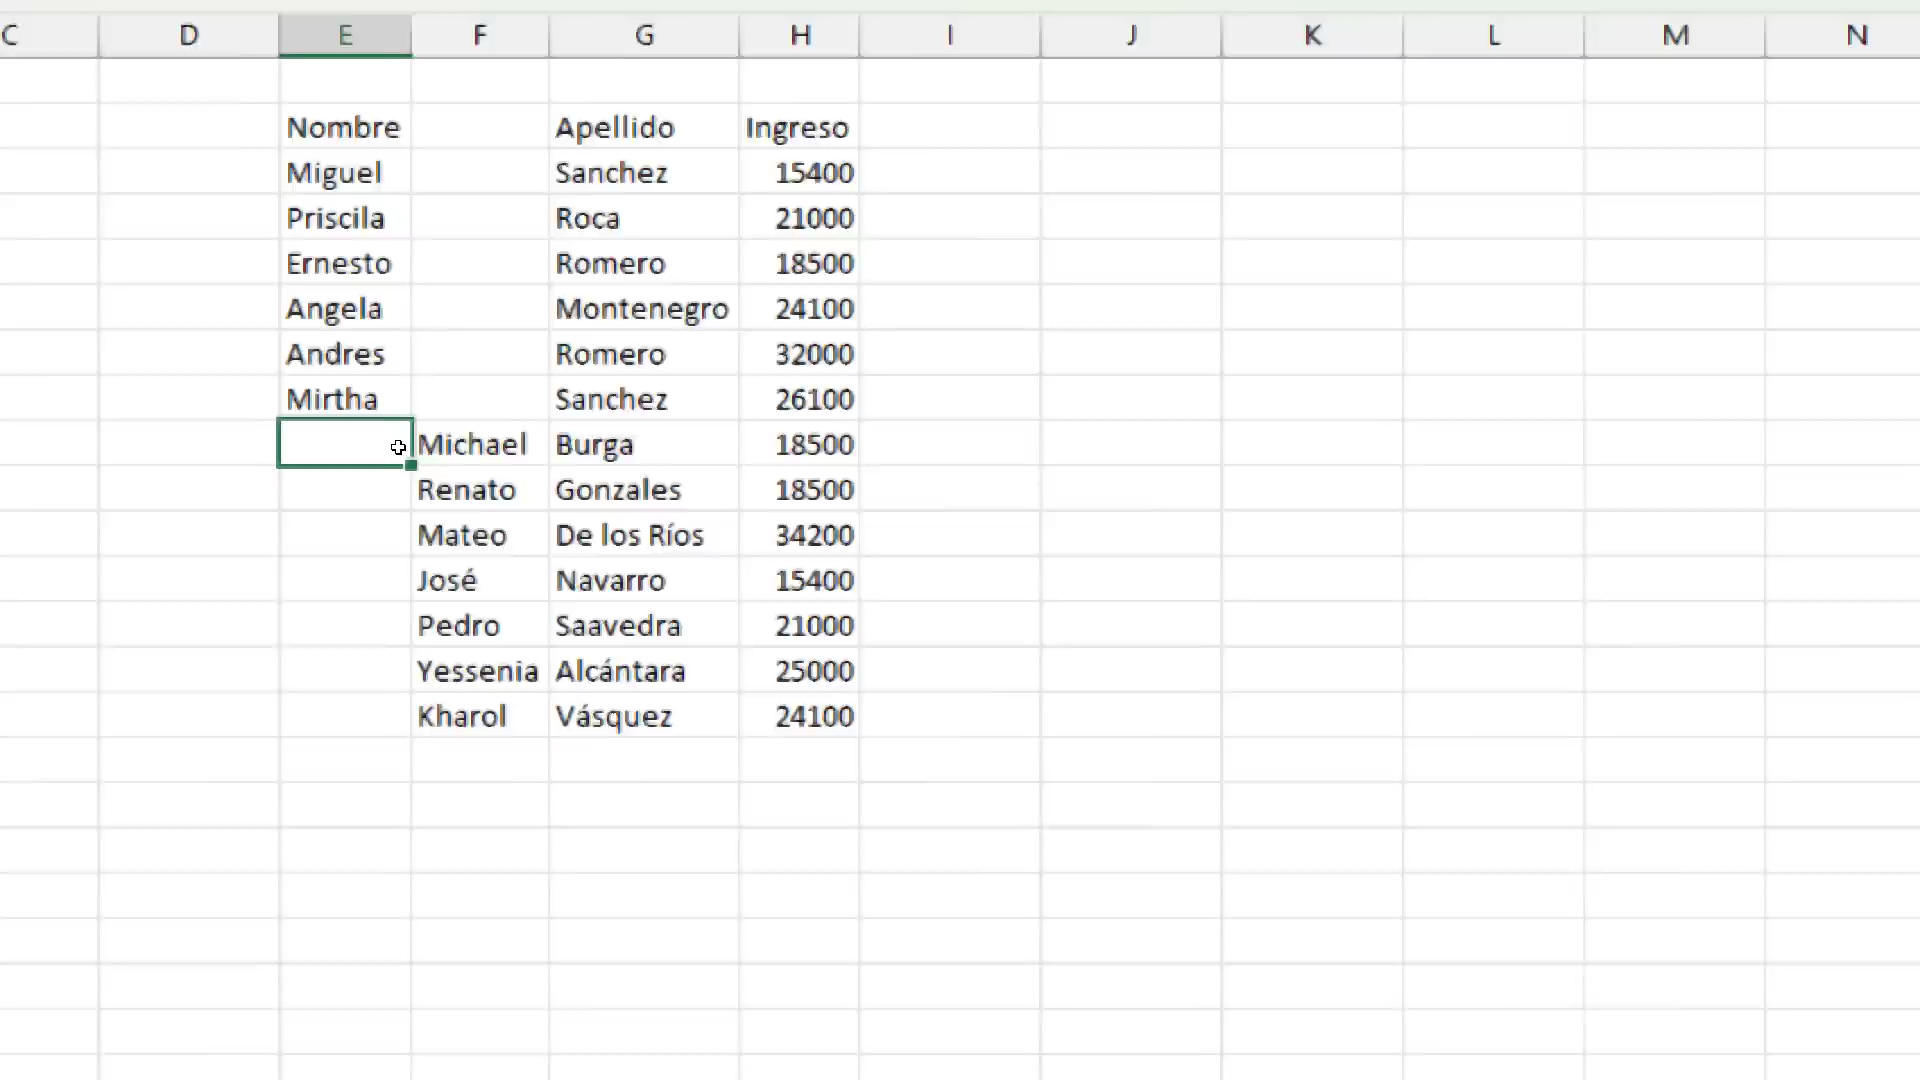 C D E F G H I J K L M N
Nombre Apellido Ingreso
Miguel Sanchez 15400
Priscila Roca 21000
Ernesto Romero 18500
Angela Montenegro 24100
Andres Romero 32000
Mirtha Sanchez 26100
Michael Burga 18500
Renato Gonzales 18500
Mateo De los Ríos 34200
José Navarro 15400
Pedro Saavedra 21000
Yessenia Alcántara 25000
Kharol Vásquez 24100